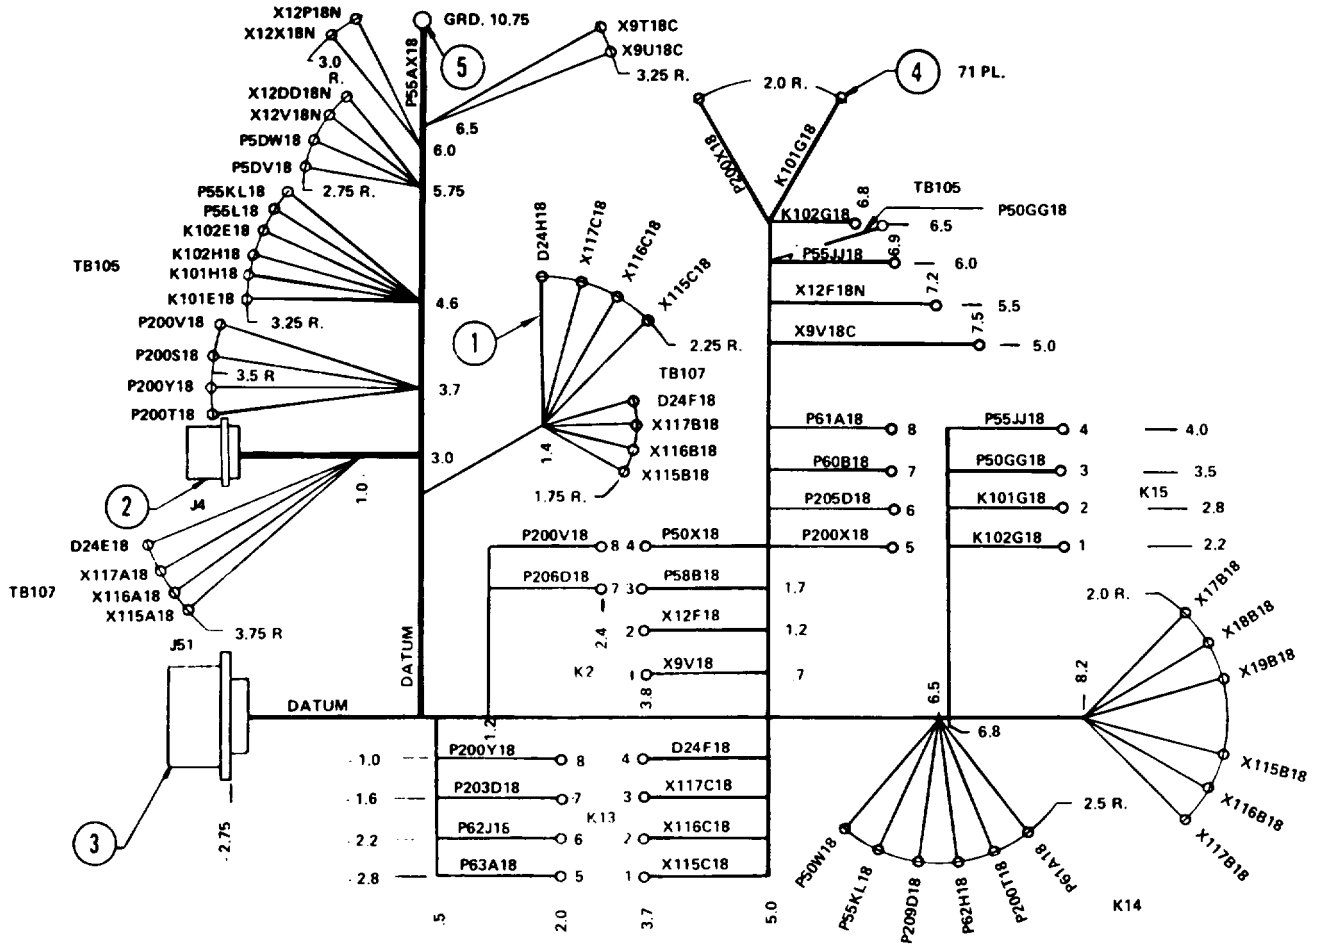 X12P18N
X12X18N
3.0
R.
P55AX18
GRD. 10.75
5
X9T18C
X9U18C
3.25 R.
6.5
6.0
X12DD18N
X12V18N
P5DW18
P5DV18
2.75 R.
5.75
TB105
P55KL18
P55L18
K102E18
K102H18
K101H18
K101E18
3.25 R.
4.6
P200V18
P200S18
P200Y18
P200T18
3.5 R
3.7
2
J4
3.0
1.0
TB107
D24E18
X117A18
X116A18
X115A18
3.75 R
J51
3
- 2.75
DATUM
DATUM
1
D24H18
X117C18
X116C18
X115C18
2.25 R.
TB107
D24F18
X117B18
X116B18
X115B18
1.75 R.
1.4
2.0 R.
4
71 PL.
P200X18
K101G18
K102G18
6.8
TB105
P50GG18
6.5
P55JJ18
6.9
6.0
X12F18N
7.2
5.5
X9V18C
7.5
5.0
P61A18 8
P60B18 7
P205D18 6
P200X18 5
P55JJ18 4
4.0
P50GG18 3
3.5
K15
K101G18 2
2.8
K102G18 1
2.2
P200V18 8
P206D18 7
2.4
1.2
4 P50X18
3 P58B18
1.7
2 X12F18
1.2
K2
1 X9V18
.7
3.8
- 1.0
P200Y18 8
- 1.6
P203D18 7
K13
- 2.2
P62J18 6
- 2.8
P63A18 5
4 D24F18
3 X117C18
2 X116C18
1 X115C18
.5
2.0
3.7
5.0
6.5
6.8
8.2
2.0 R.
X17B18
X18B18
X19B18
X115B18
X116B18
X117B18
2.5 R.
P50W18
P55KL18
P209D18
P62H18
P200T18
P61A18
K14